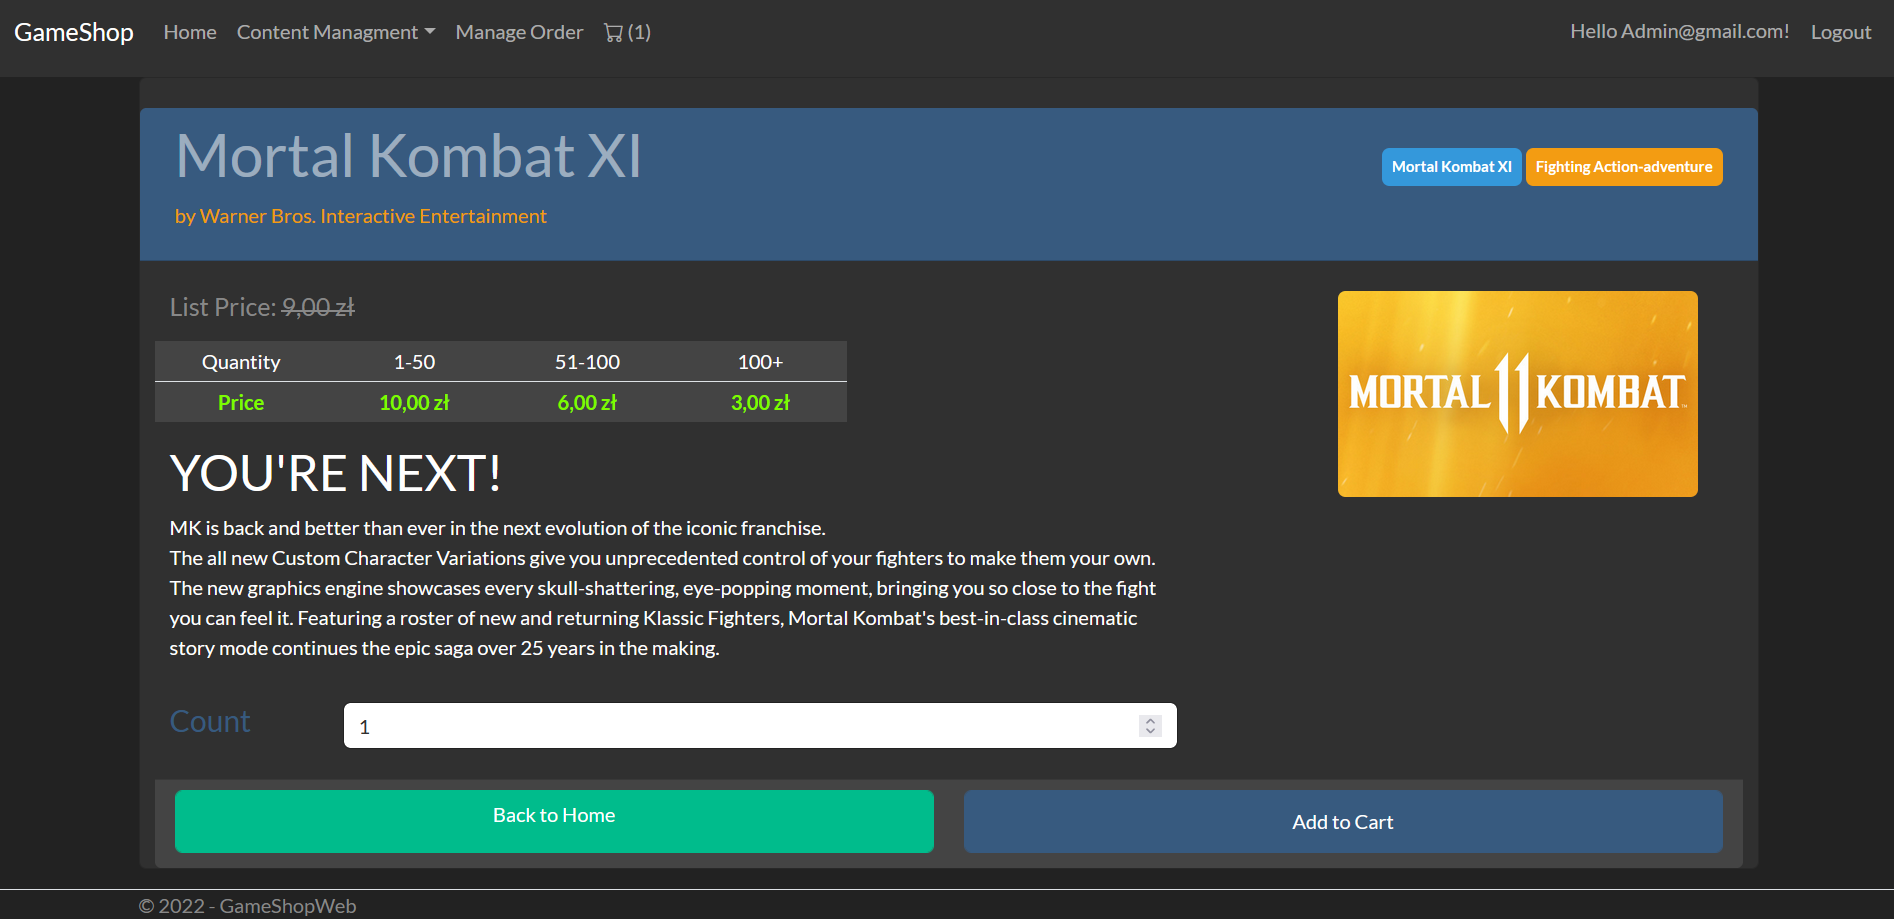 GameShop Home Content Managment Manage Order (1) Hello Admin@gmail.com! Logout
Mortal Kombat XI
Mortal Kombat XI Fighting Action-adventure
by Warner Bros. Interactive Entertainment
List Price: 9,00 zł
Quantity 1-50 51-100 100+
Price 10,00 zł 6,00 zł 3,00 zł
MORTAL 11 KOMBAT™
YOU'RE NEXT!
MK is back and better than ever in the next evolution of the iconic franchise.
The all new Custom Character Variations give you unprecedented control of your fighters to make them your own.
The new graphics engine showcases every skull-shattering, eye-popping moment, bringing you so close to the fight
you can feel it. Featuring a roster of new and returning Klassic Fighters, Mortal Kombat's best-in-class cinematic
story mode continues the epic saga over 25 years in the making.
Count 1
Back to Home Add to Cart
© 2022 - GameShopWeb